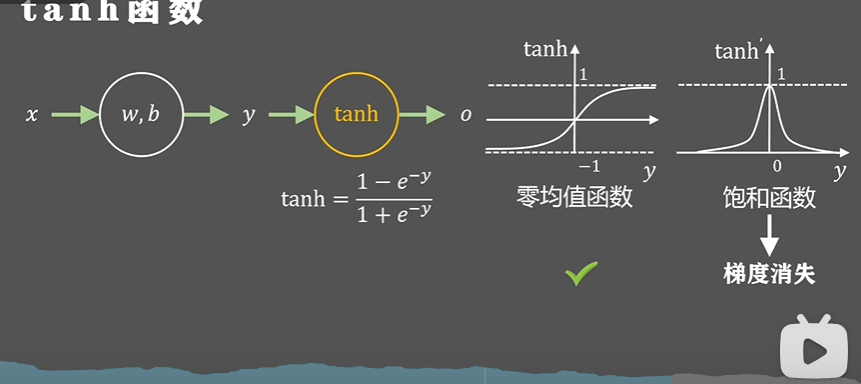 tanh函数
x w, b y tanh o
tanh = \frac{1 - e^{-y}}{1 + e^{-y}}
tanh
1
−1
y
零均值函数
tanh′
1
0
y
饱和函数
梯度消失